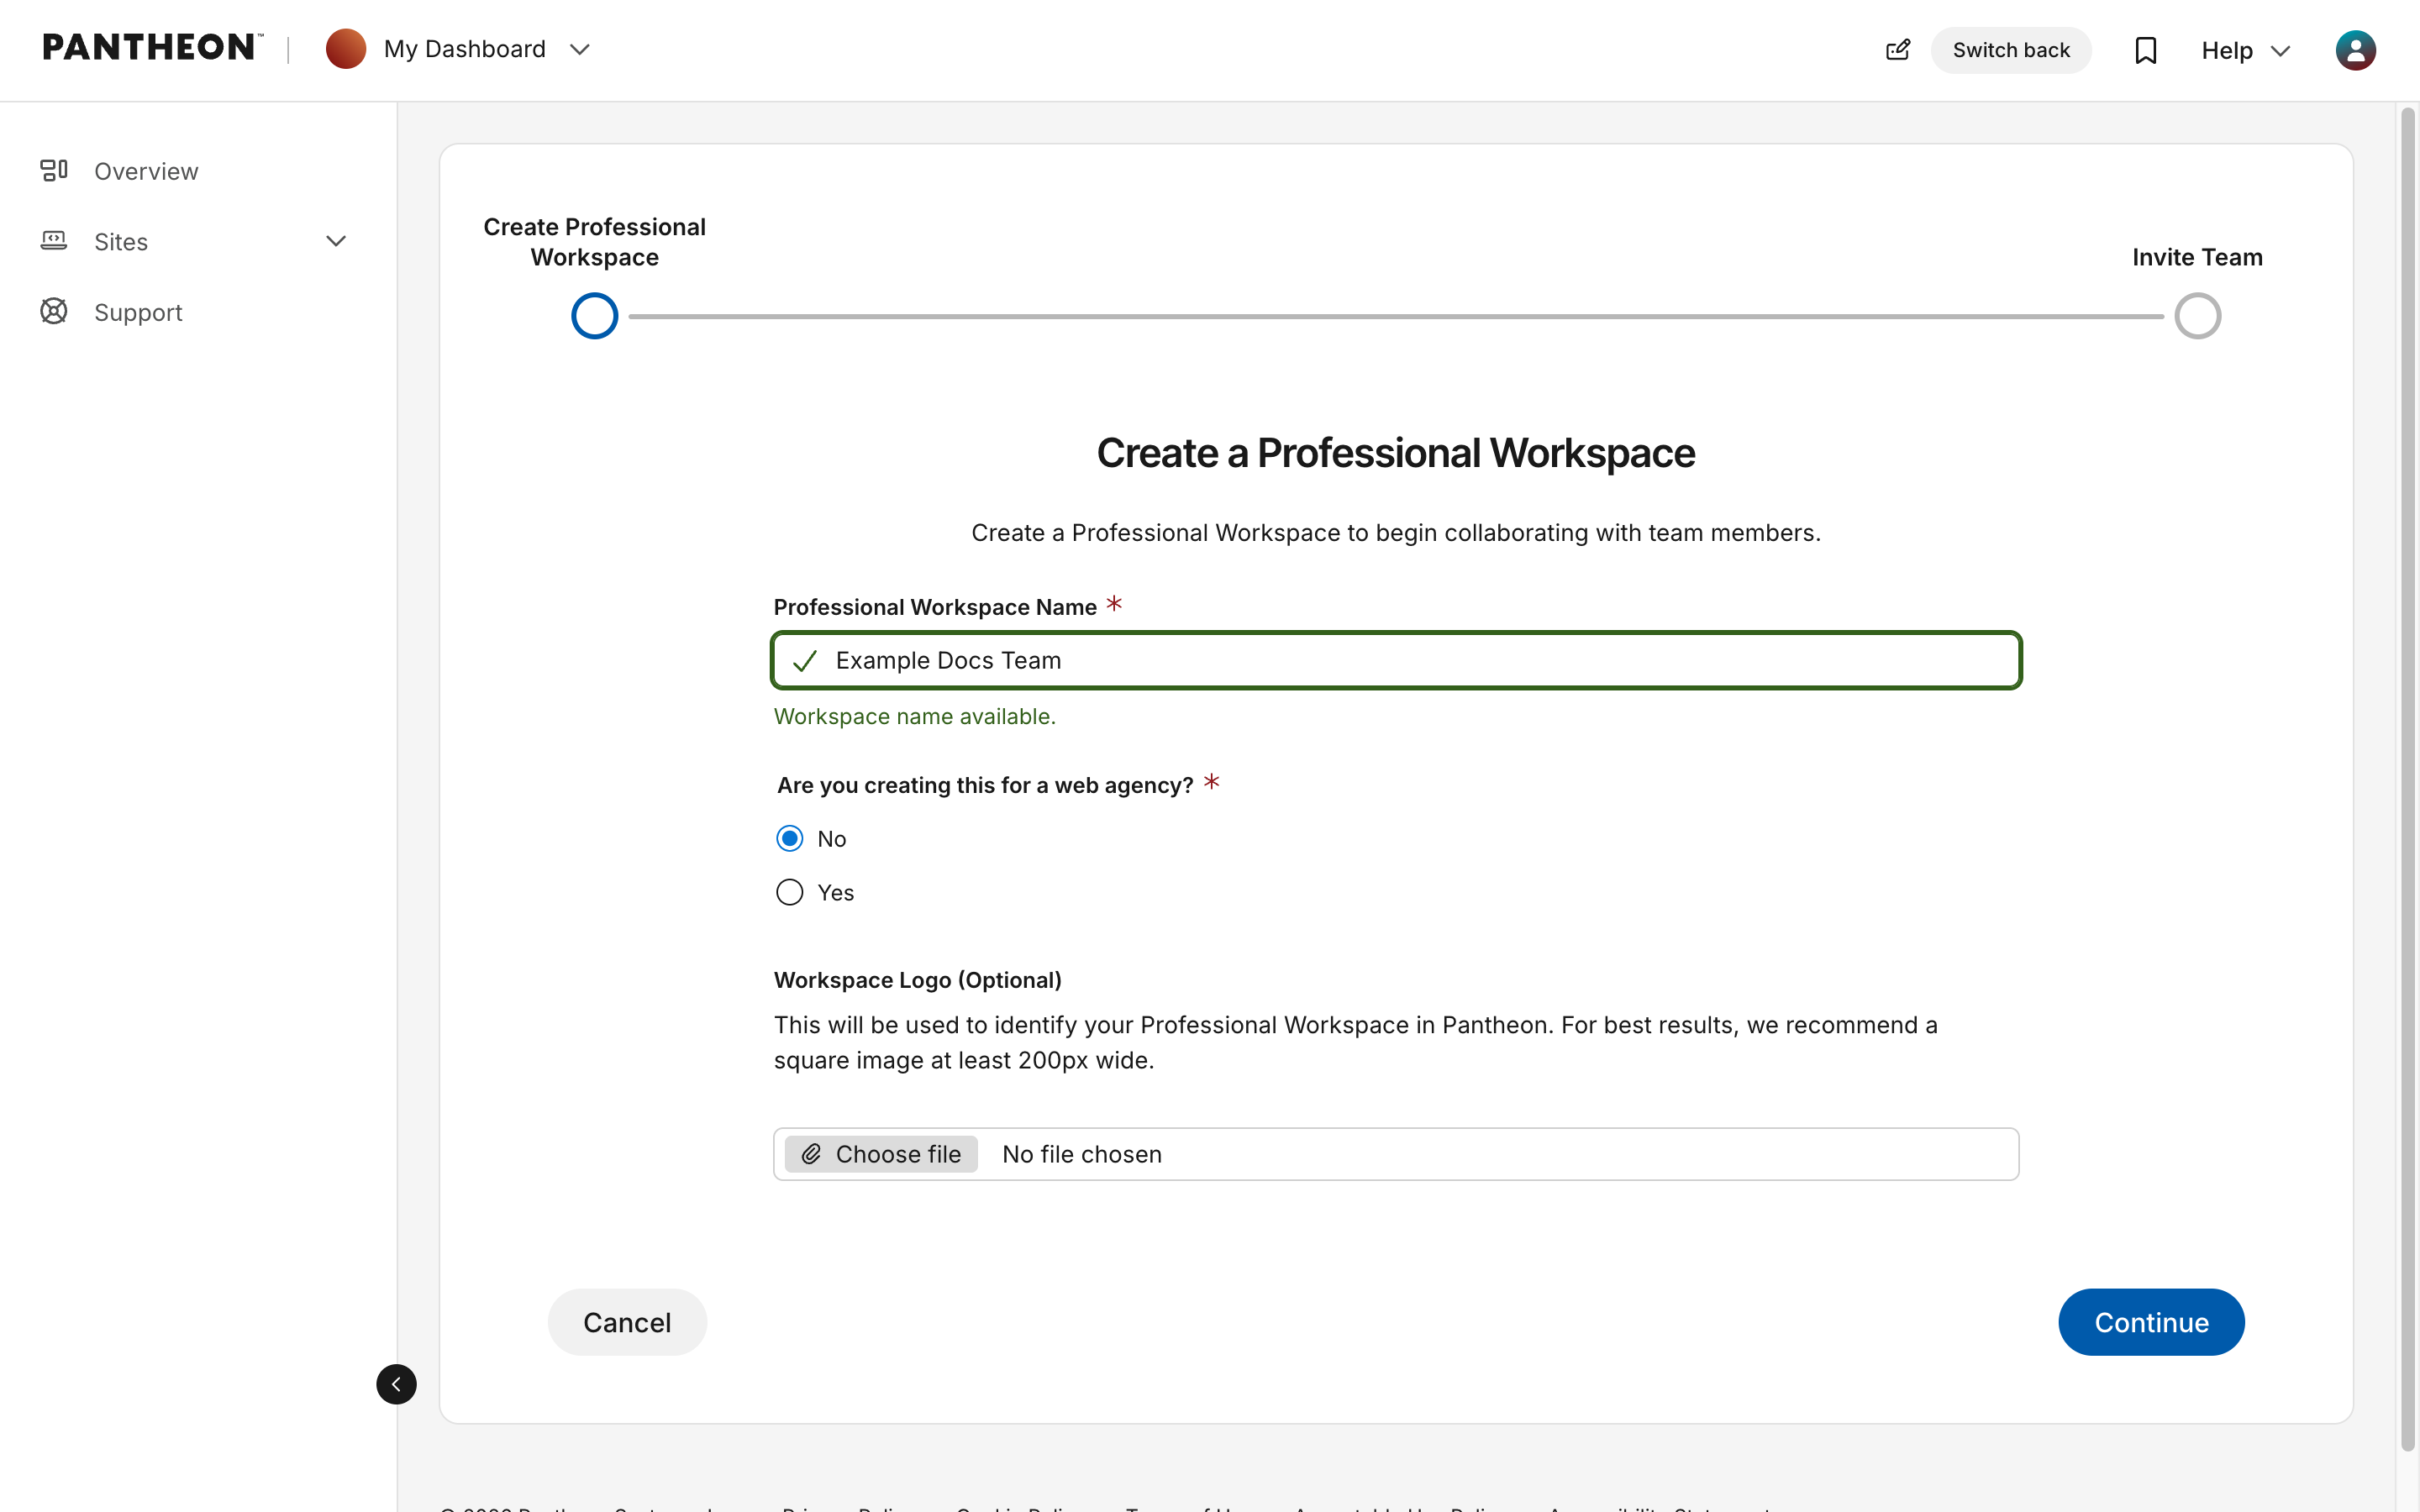 PANTHEON™
My Dashboard
Switch back
Help
Overview
Sites
Support
Create Professional
Workspace
Invite Team
Create a Professional Workspace
Create a Professional Workspace to begin collaborating with team members.
Professional Workspace Name *
Example Docs Team
Workspace name available.
Are you creating this for a web agency? *
No
Yes
Workspace Logo (Optional)
This will be used to identify your Professional Workspace in Pantheon. For best results, we recommend a
square image at least 200px wide.
Choose file No file chosen
Cancel
Continue